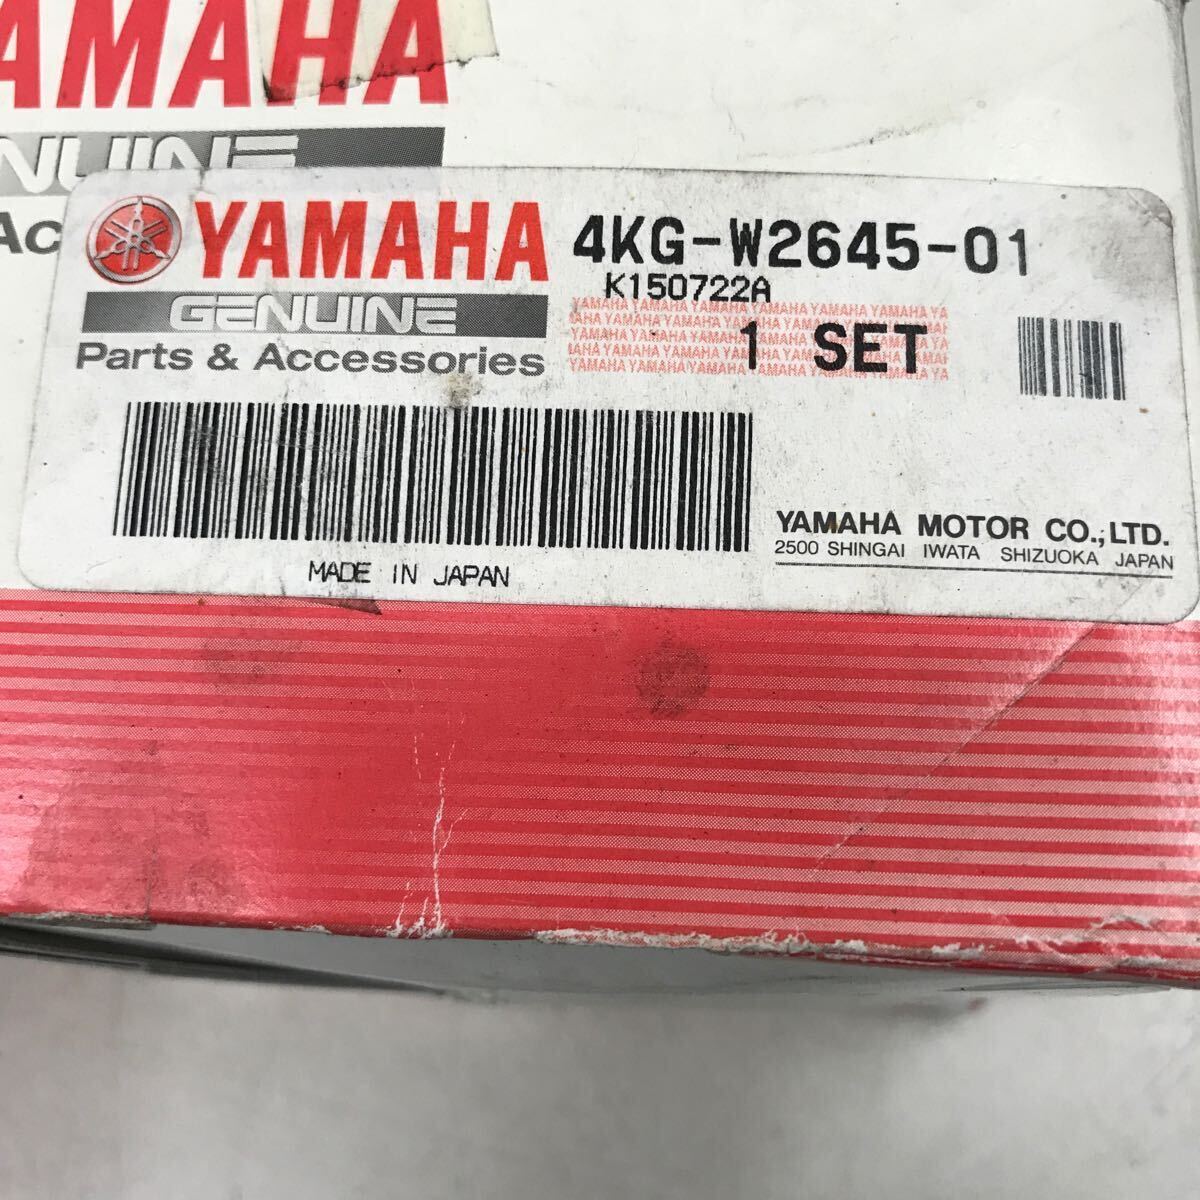 YAMAHA
GENUINE
YAMAHA
GENUINE
Parts & Accessories
4KG-W2645-01
K150722A
1 SET
MADE IN JAPAN
YAMAHA MOTOR CO.,LTD.
2500 SHINGAI IWATA SHIZUOKA JAPAN